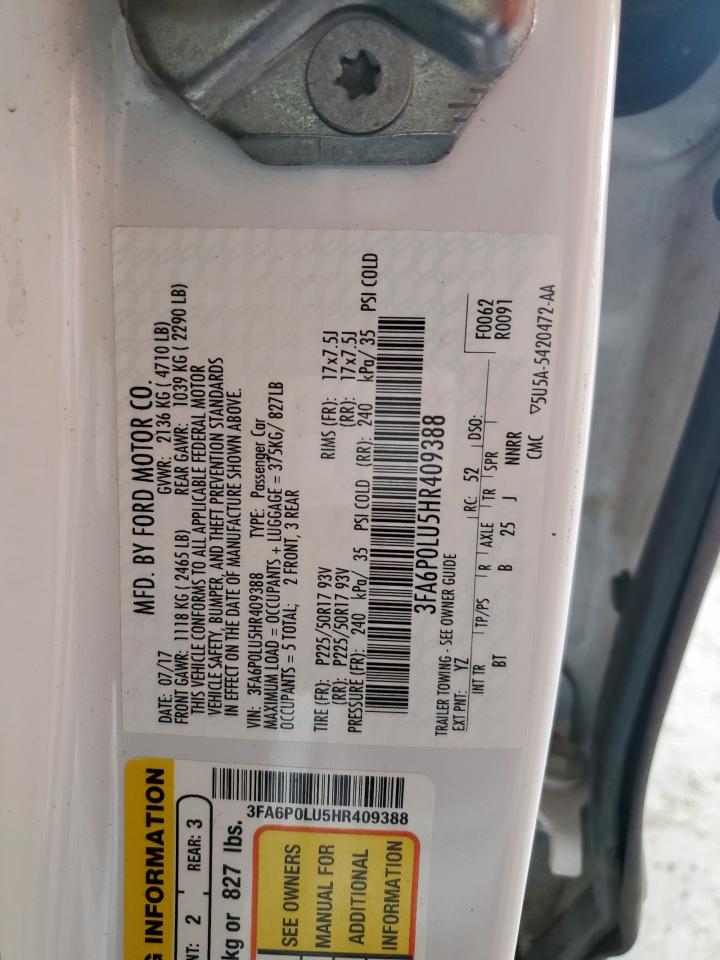 MFD. BY FORD MOTOR CO.
DATE: 07/17 GVWR: 2136 KG ( 4710 LB)
FRONT GAWR: 1118 KG ( 2465 LB) REAR GAWR: 1039 KG ( 2290 LB)
THIS VEHICLE CONFORMS TO ALL APPLICABLE FEDERAL MOTOR
VEHICLE SAFETY, BUMPER, AND THEFT PREVENTION STANDARDS
IN EFFECT ON THE DATE OF MANUFACTURE SHOWN ABOVE.
VIN: 3FA6P0LU5HR409388 TYPE: Passenger Car
MAXIMUM LOAD = OCCUPANTS + LUGGAGE = 375KG/ 827LB
OCCUPANTS = 5 TOTAL; 2 FRONT, 3 REAR
TIRE (FR): P225/50R17 93V RIMS (FR): 17x7.5J
(RR): P225/50R17 93V (RR): 17x7.5J
PRESSURE (FR): 240 kPa/ 35 PSI COLD (RR): 240 kPa/ 35 PSI COLD
3FA6P0LU5HR409388
TRAILER TOWING - SEE OWNER GUIDE
EXT PNT: YZ RC: 52 DSO: F0062
R0091
INT TR TP/PS R AXLE TR SPR
BT B 25 J NNRR
CMC ▽5U5A-5420472-AA
G INFORMATION
NT: 2 REAR: 3
kg or 827 lbs.
3FA6P0LU5HR409388
SEE OWNERS
MANUAL FOR
ADDITIONAL
INFORMATION